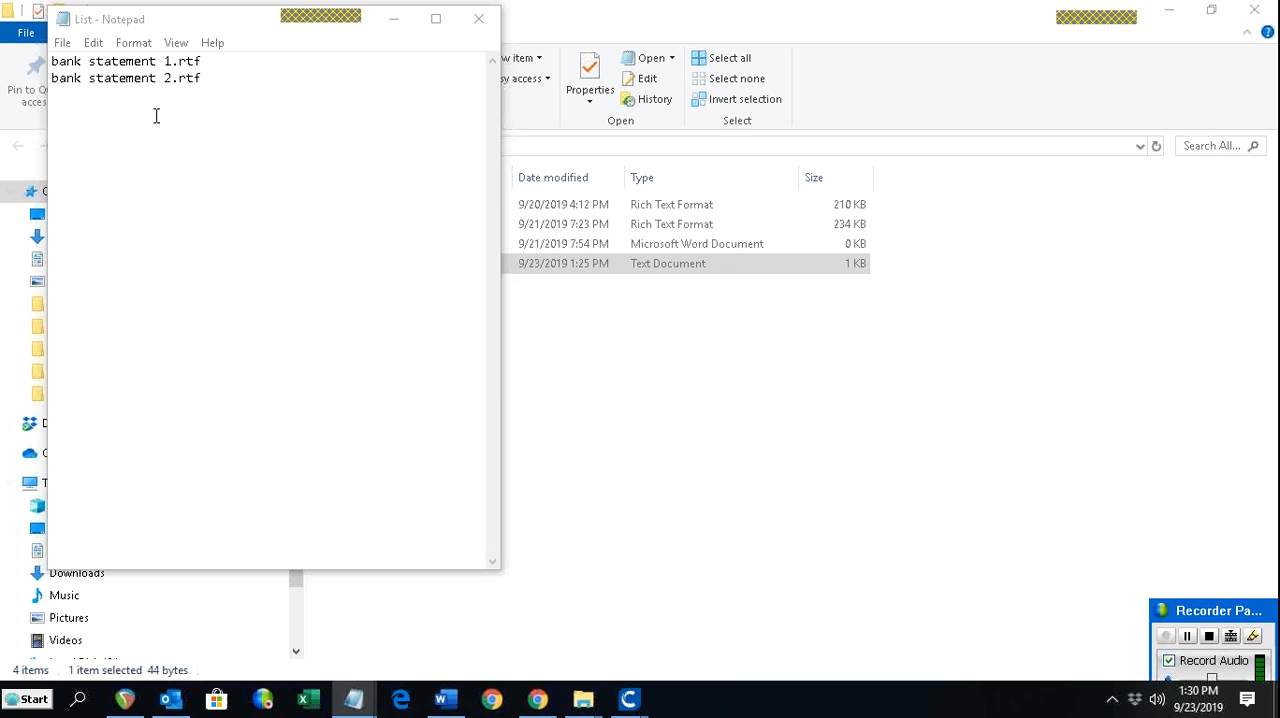 List - Notepad
File Edit Format View Help
bank statement 1.rtf
bank statement 2.rtf
File
Pin to Qu
access
w item
sy access
Properties
Open
Edit
History
Open
Select all
Select none
Invert selection
Select
Search All...
Date modified Type Size
9/20/2019 4:12 PM Rich Text Format 210 KB
9/21/2019 7:23 PM Rich Text Format 234 KB
9/21/2019 7:54 PM Microsoft Word Document 0 KB
9/23/2019 1:25 PM Text Document 1 KB
Downloads
Music
Pictures
Videos
4 items 1 item selected 44 bytes
Recorder Pa...
Record Audio
Start
1:30 PM
9/23/2019